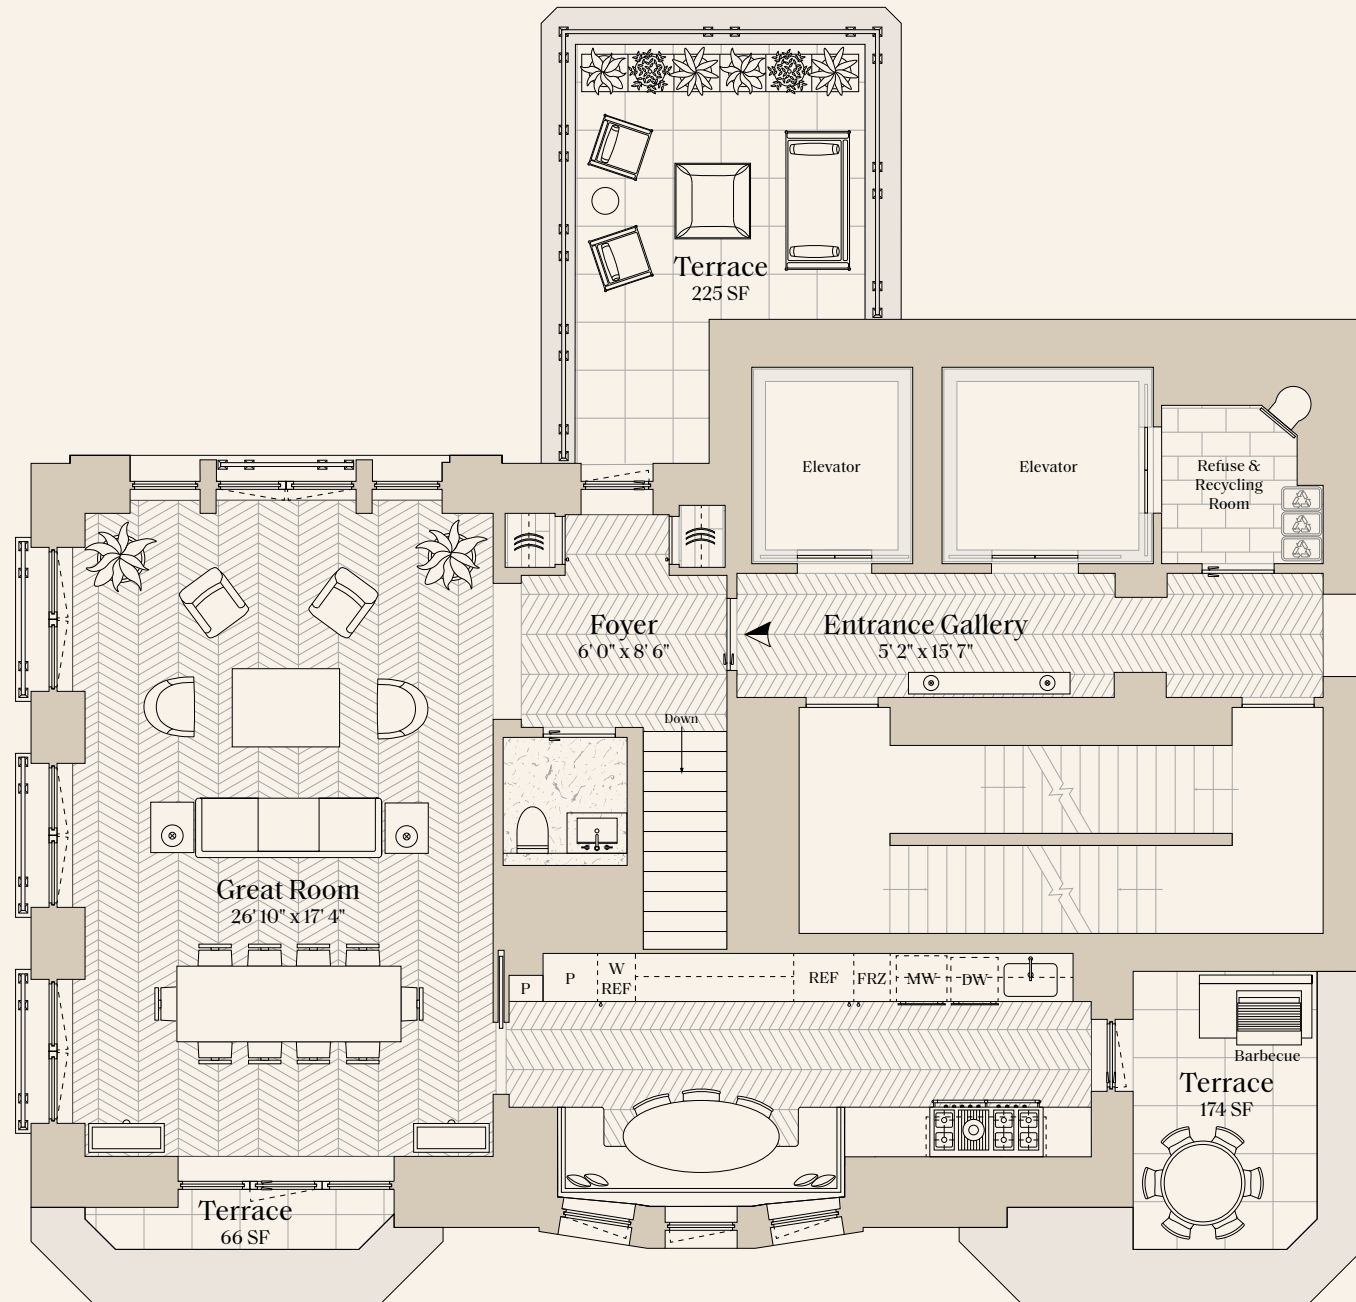 Terrace
225 SF
Elevator
Elevator
Refuse &
Recycling
Room
Foyer
6' 0" x 8' 6"
Entrance Gallery
5' 2" x 15' 7"
Down
Great Room
26' 10" x 17' 4"
P
P
W
REF
REF
FRZ
MW
DW
Barbecue
Terrace
174 SF
Terrace
66 SF